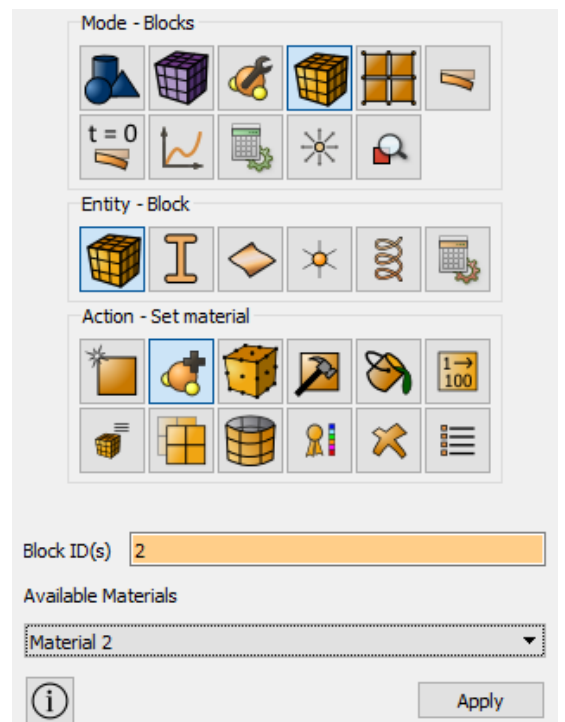 Mode - Blocks
t = 0
Entity - Block
Action - Set material
1→
100
Block ID(s) 2
Available Materials
Material 2
i Apply